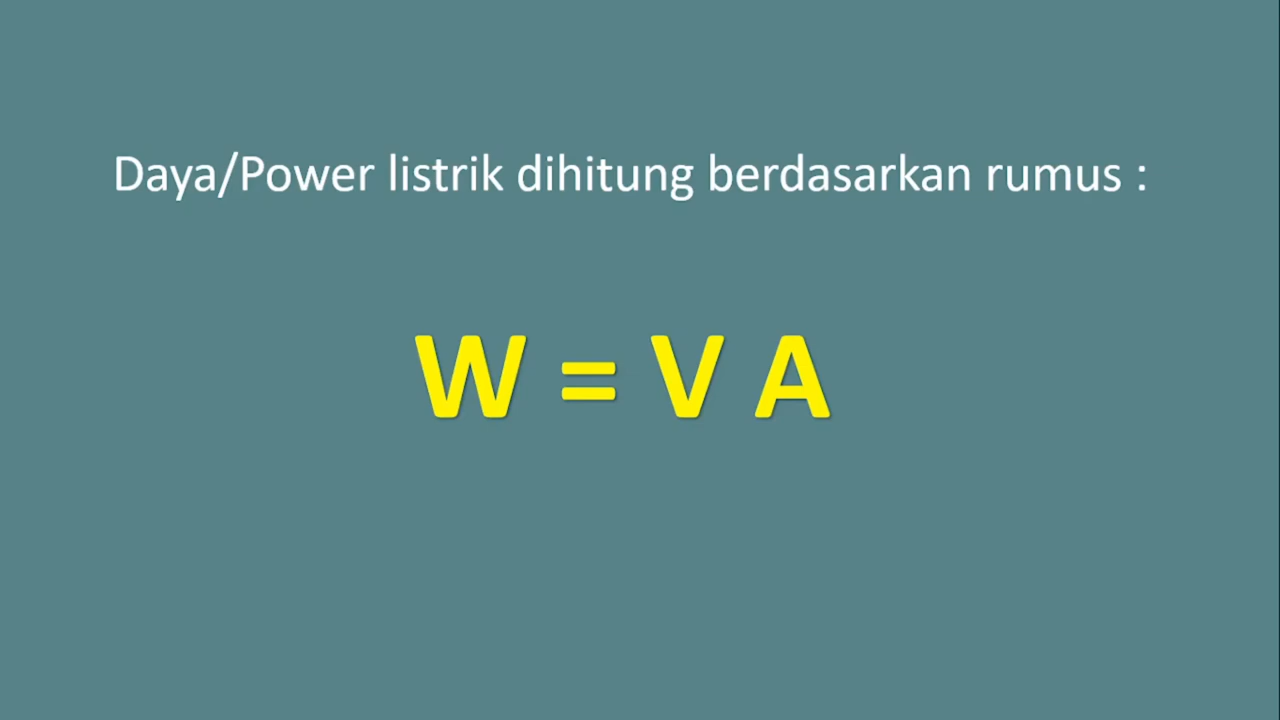 Daya/Power listrik dihitung berdasarkan rumus :
W = V A